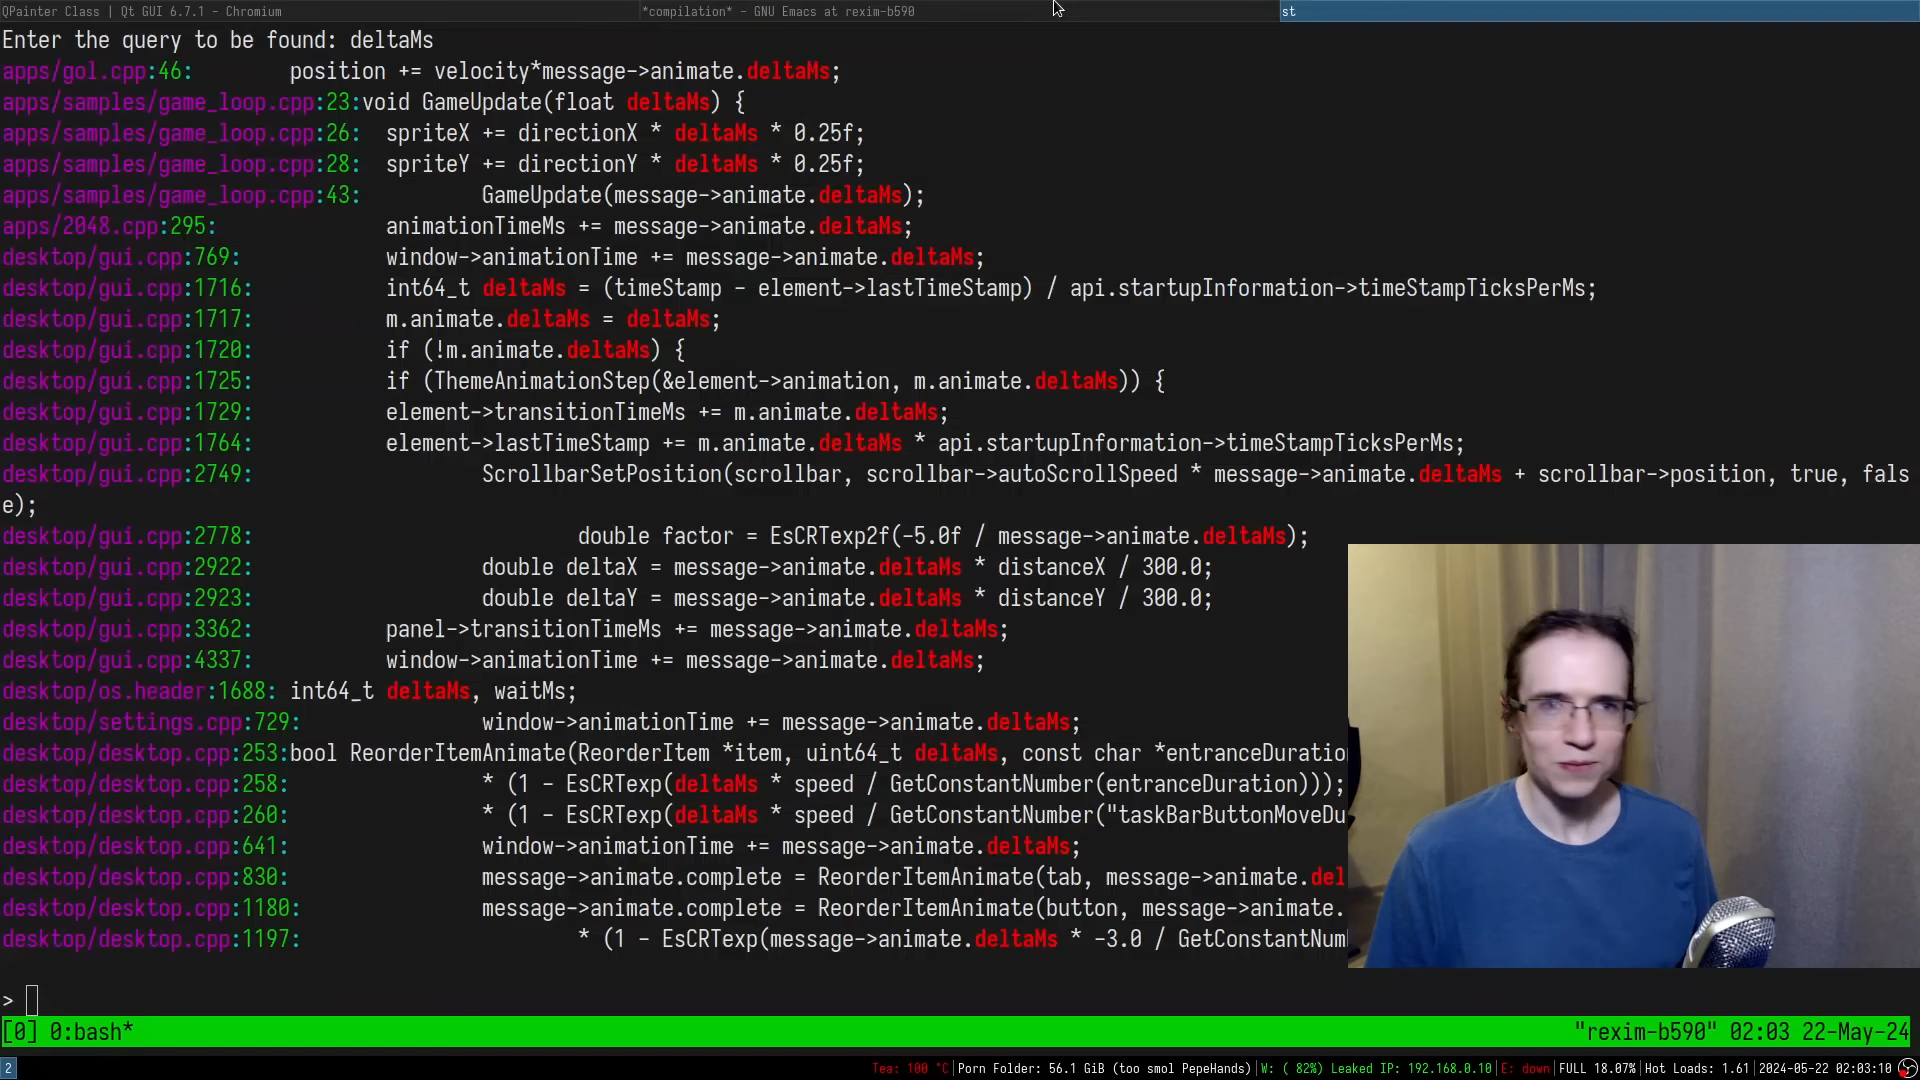 QPainter Class | Qt GUI 6.7.1 - Chromium
*compilation* - GNU Emacs at rexim-b590
st
Enter the query to be found: deltaMs
apps/gol.cpp:46: position += velocity*message->animate.deltaMs;
apps/samples/game_loop.cpp:23:void GameUpdate(float deltaMs) {
apps/samples/game_loop.cpp:26: spriteX += directionX * deltaMs * 0.25f;
apps/samples/game_loop.cpp:28: spriteY += directionY * deltaMs * 0.25f;
apps/samples/game_loop.cpp:43: GameUpdate(message->animate.deltaMs);
apps/2048.cpp:295: animationTimeMs += message->animate.deltaMs;
desktop/gui.cpp:769: window->animationTime += message->animate.deltaMs;
desktop/gui.cpp:1716: int64_t deltaMs = (timeStamp - element->lastTimeStamp) / api.startupInformation->timeStampTicksPerMs;
desktop/gui.cpp:1717: m.animate.deltaMs = deltaMs;
desktop/gui.cpp:1720: if (!m.animate.deltaMs) {
desktop/gui.cpp:1725: if (ThemeAnimationStep(&element->animation, m.animate.deltaMs)) {
desktop/gui.cpp:1729: element->transitionTimeMs += m.animate.deltaMs;
desktop/gui.cpp:1764: element->lastTimeStamp += m.animate.deltaMs * api.startupInformation->timeStampTicksPerMs;
desktop/gui.cpp:2749: ScrollbarSetPosition(scrollbar, scrollbar->autoScrollSpeed * message->animate.deltaMs + scrollbar->position, true, fals
e);
desktop/gui.cpp:2778: double factor = EsCRTexp2f(-5.0f / message->animate.deltaMs);
desktop/gui.cpp:2922: double deltaX = message->animate.deltaMs * distanceX / 300.0;
desktop/gui.cpp:2923: double deltaY = message->animate.deltaMs * distanceY / 300.0;
desktop/gui.cpp:3362: panel->transitionTimeMs += message->animate.deltaMs;
desktop/gui.cpp:4337: window->animationTime += message->animate.deltaMs;
desktop/os.header:1688: int64_t deltaMs, waitMs;
desktop/settings.cpp:729: window->animationTime += message->animate.deltaMs;
desktop/desktop.cpp:253:bool ReorderItemAnimate(ReorderItem *item, uint64_t deltaMs, const char *entranceDuratio
desktop/desktop.cpp:258: * (1 - EsCRTexp(deltaMs * speed / GetConstantNumber(entranceDuration)));
desktop/desktop.cpp:260: * (1 - EsCRTexp(deltaMs * speed / GetConstantNumber("taskBarButtonMoveDu
desktop/desktop.cpp:641: window->animationTime += message->animate.deltaMs;
desktop/desktop.cpp:830: message->animate.complete = ReorderItemAnimate(tab, message->animate.del
desktop/desktop.cpp:1180: message->animate.complete = ReorderItemAnimate(button, message->animate.
desktop/desktop.cpp:1197: * (1 - EsCRTexp(message->animate.deltaMs * -3.0 / GetConstantNum
>
[0] 0:bash* "rexim-b590" 02:03 22-May-24
2 Tea: 100 °C|Porn Folder: 56.1 GiB (too smol PepeHands)|W: ( 82%) Leaked IP: 192.168.0.10|E: down|FULL 18.07%|Hot Loads: 1.61|2024-05-22 02:03:10